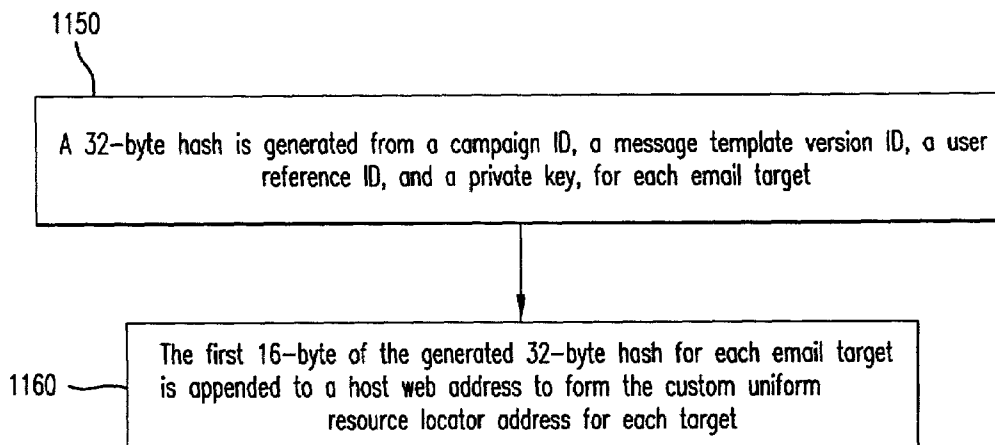 1150
A 32-byte hash is generated from a campaign ID, a message template version ID, a user
reference ID, and a private key, for each email target
The first 16-byte of the generated 32-byte hash for each email target
is appended to a host web address to form the custom uniform
1160
resource locator address for each target